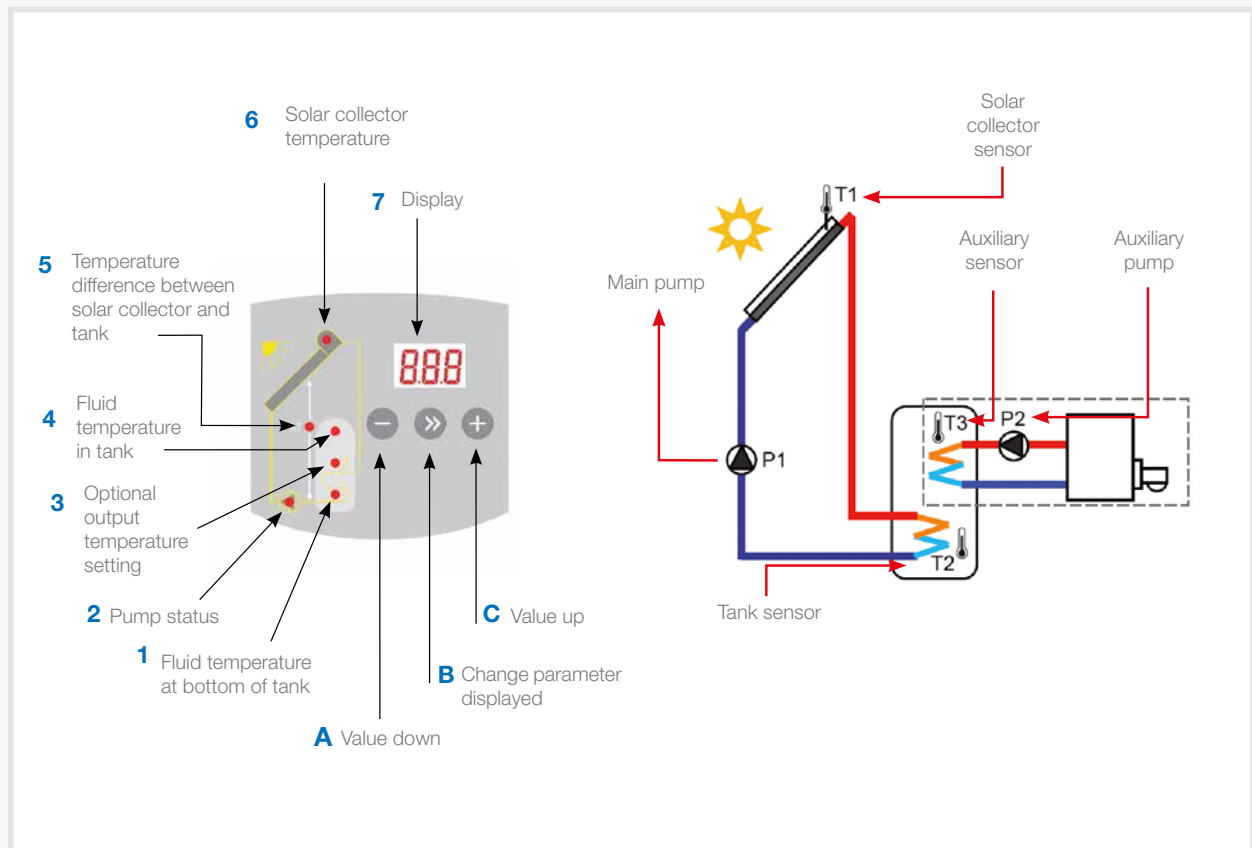 6 Solar collector
temperature
7 Display
5 Temperature
difference between
solar collector and
tank
4 Fluid
temperature
in tank
3 Optional
output
temperature
setting
2 Pump status
1 Fluid temperature
at bottom of tank
A Value down
B Change parameter
displayed
C Value up
8.8.8
−
»
+
Solar
collector
sensor
T1
Auxiliary
sensor
Auxiliary
pump
Main pump
T3
P2
P1
T2
Tank sensor